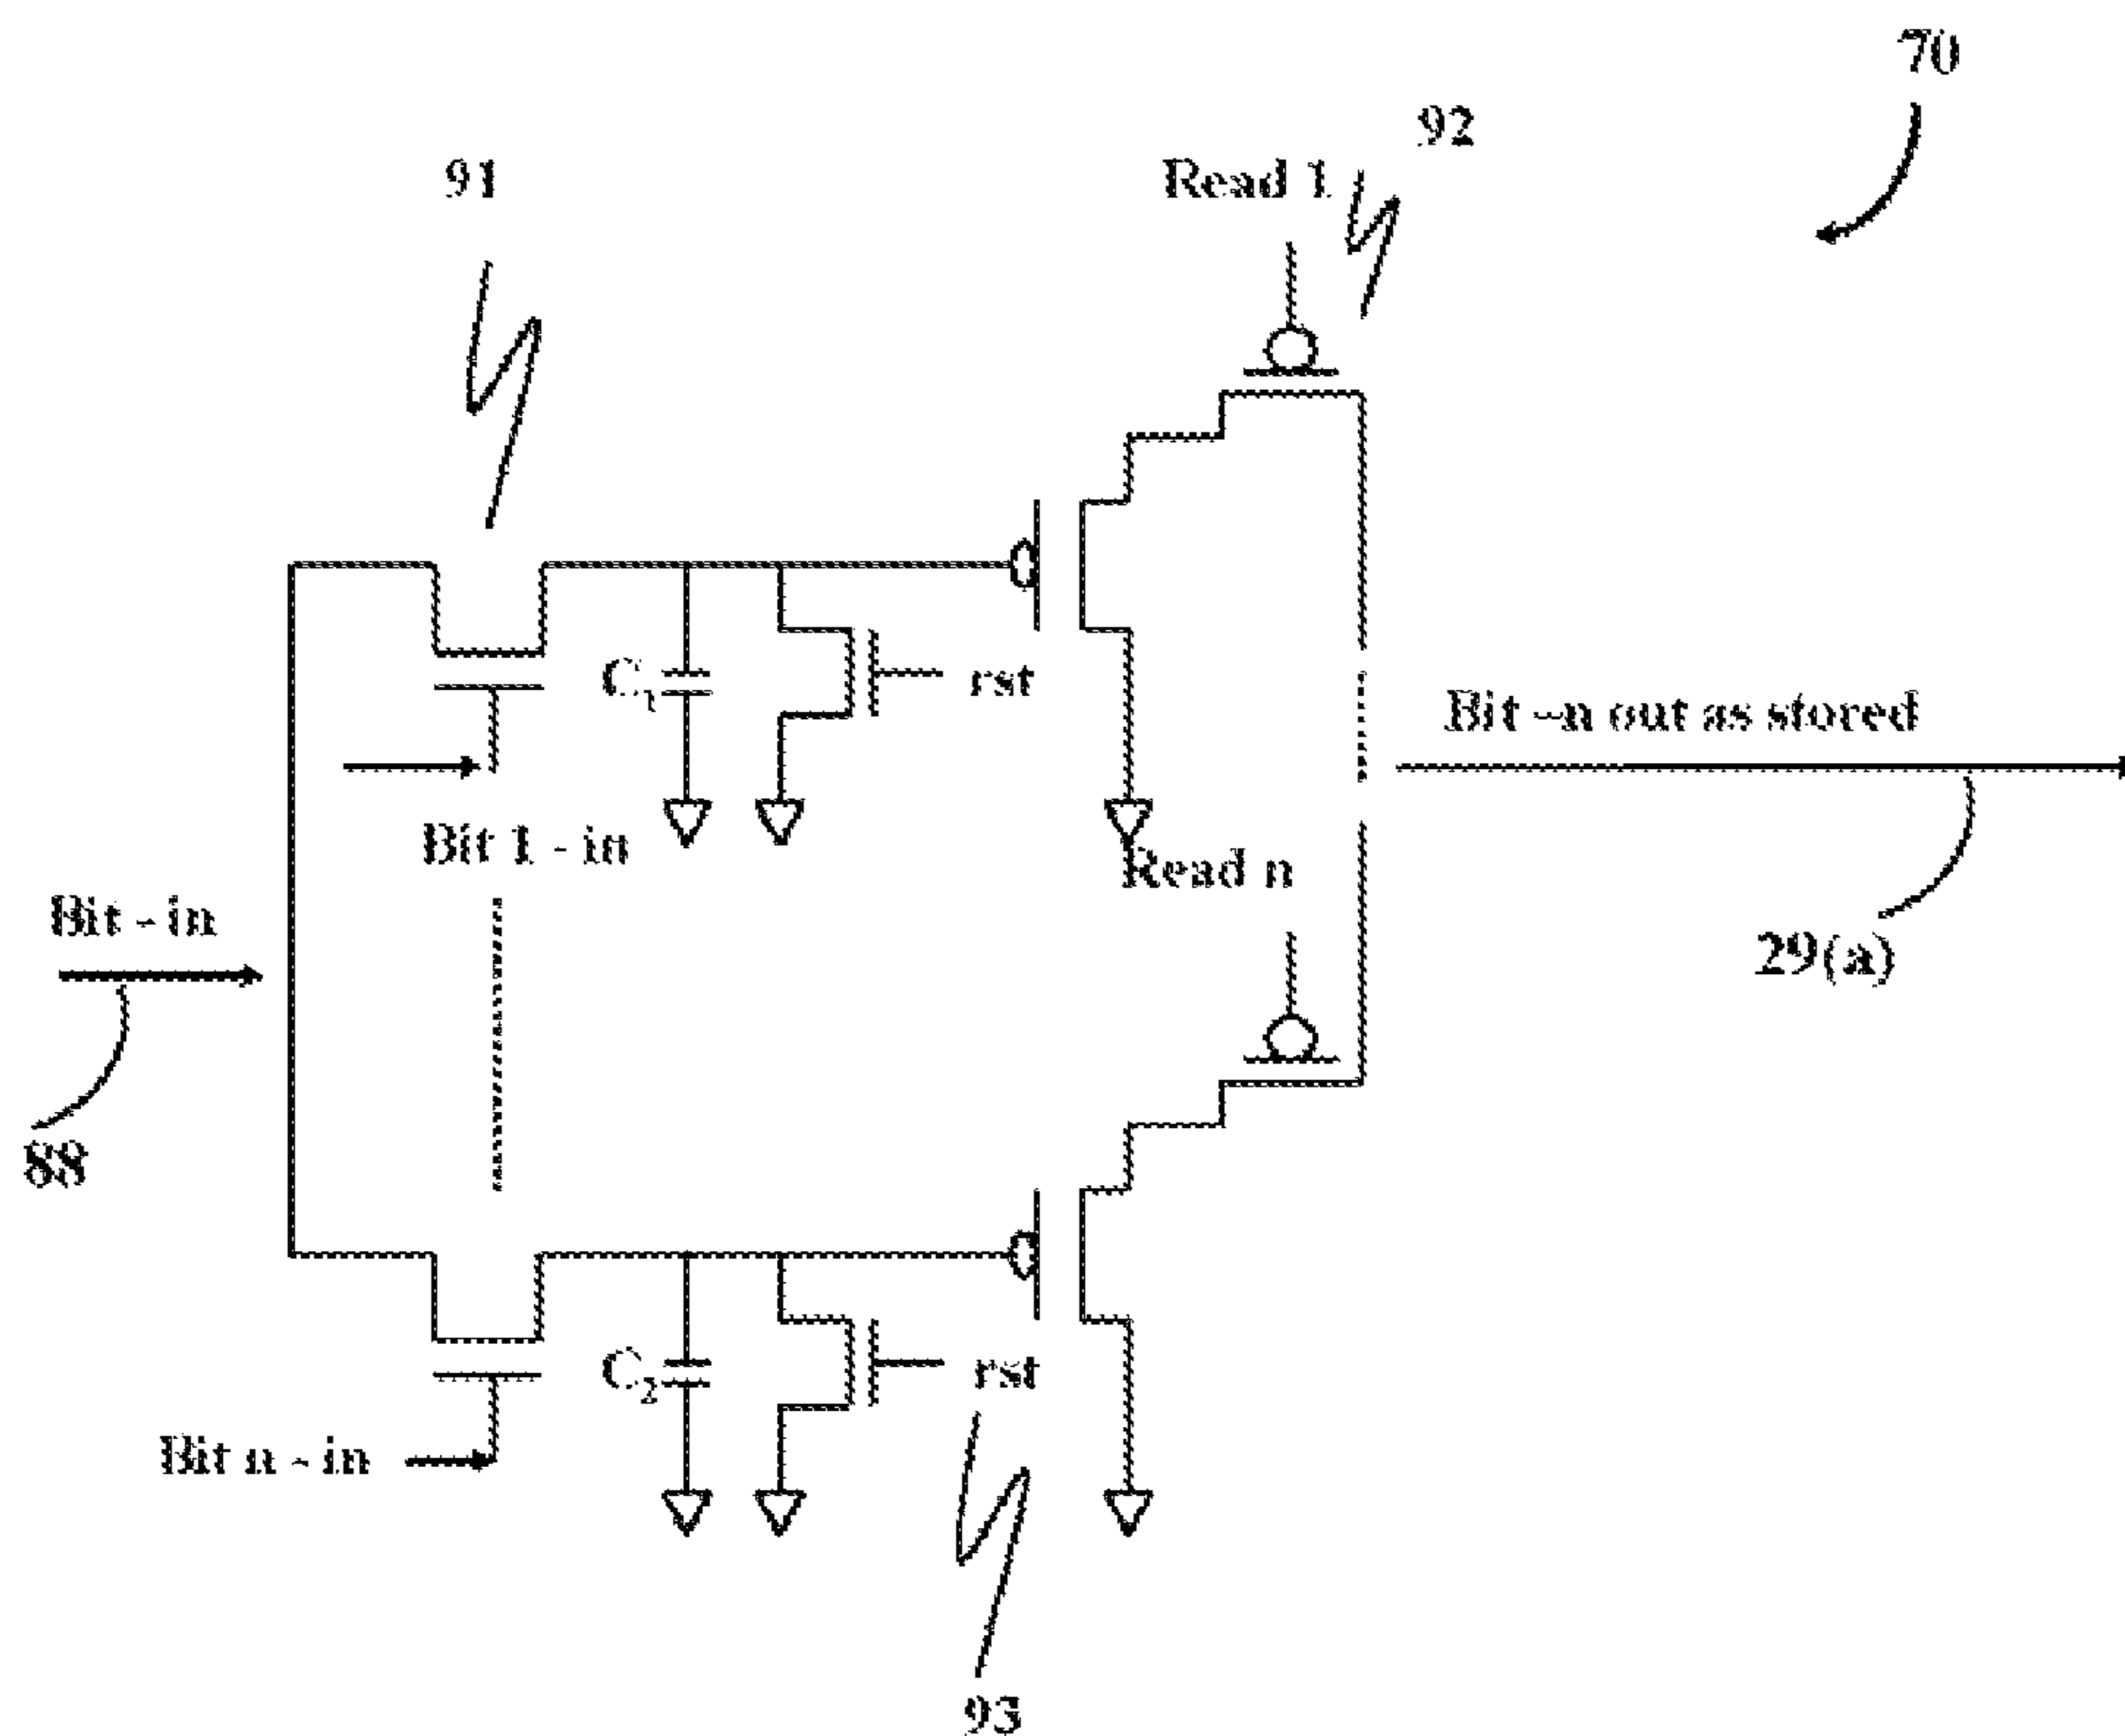 70
92
91
Read 1
C1
rst
Bit –n out as stored
Bit 1 - in
Read n
Bit - in
29(a)
88
C2
rst
Bit n - in
93